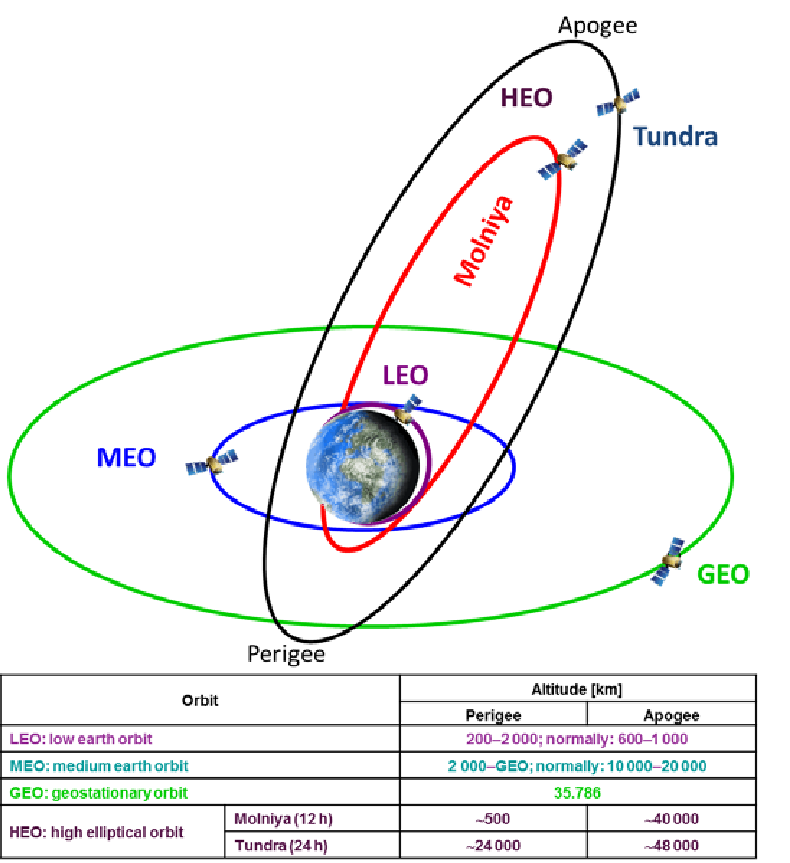 Apogee
HEO
Tundra
Molniya
LEO
MEO
GEO
Perigee
Orbit
Altitude [km]
Perigee
Apogee
LEO: low earth orbit
200–2 000; normally: 600–1 000
MEO: medium earth orbit
2 000–GEO; normally: 10 000–20 000
GEO: geostationary orbit
35.786
HEO: high elliptical orbit
Molniya (12 h)
~500
~40 000
Tundra (24 h)
~24 000
~48 000